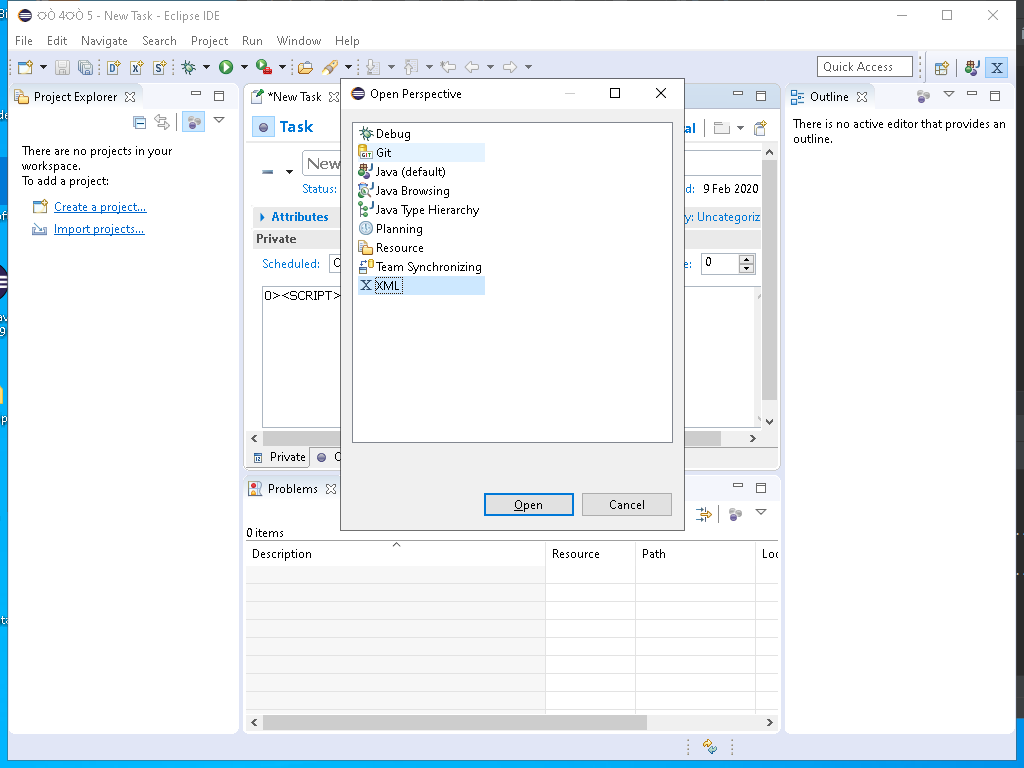 OÒ 4OÒ 5 - New Task - Eclipse IDE
File Edit Navigate Search Project Run Window Help
Quick Access
Project Explorer
There are no projects in your
workspace.
To add a project:
Create a project...
Import projects...
*New Task
Task
al
New
Status:
d: 9 Feb 2020
Attributes
y: Uncategoriz
Private
Scheduled:
e: 0
0><SCRIPT>
Private
Open Perspective
Debug
Git
Java (default)
Java Browsing
Java Type Hierarchy
Planning
Resource
Team Synchronizing
XML
Open
Cancel
Outline
There is no active editor that provides an
outline.
Problems
0 items
Description Resource Path Loc